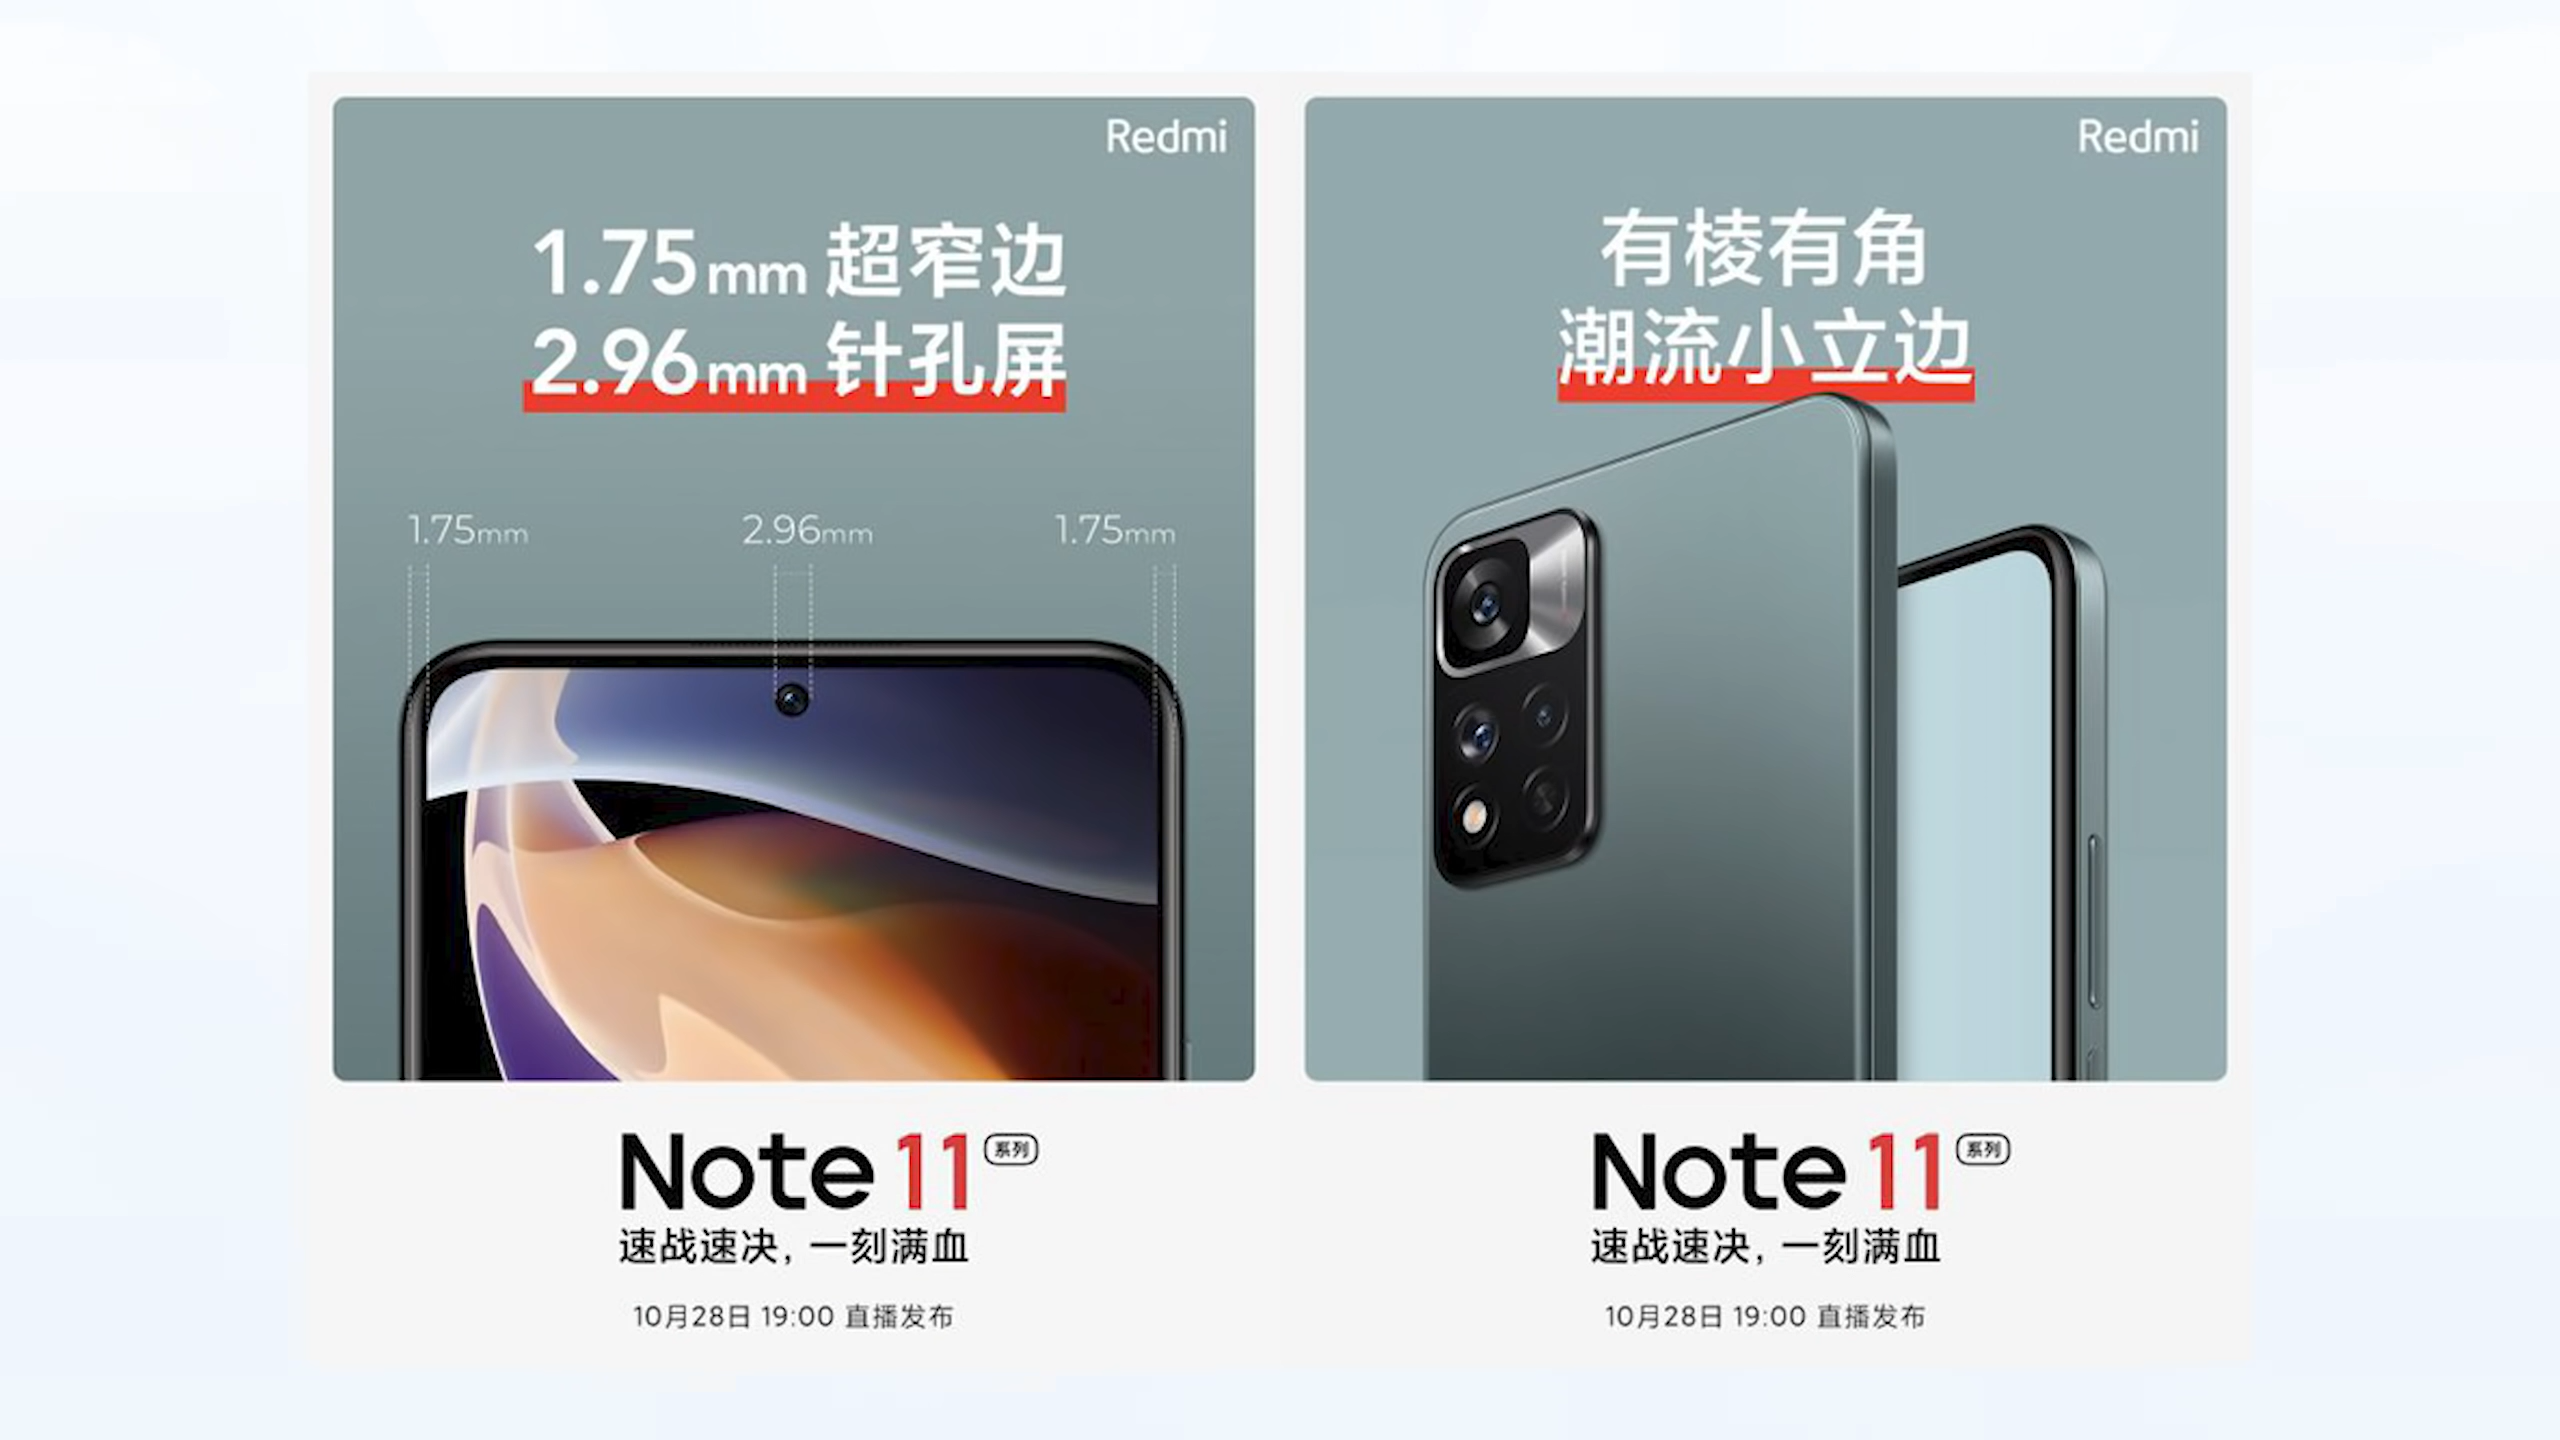 Redmi
1.75mm 超窄边
2.96mm 针孔屏
1.75mm 2.96mm 1.75mm
Note 11 系列
速战速决,一刻满血
10月28日 19:00 直播发布
Redmi
有棱有角
潮流小立边
Note 11 系列
速战速决,一刻满血
10月28日 19:00 直播发布